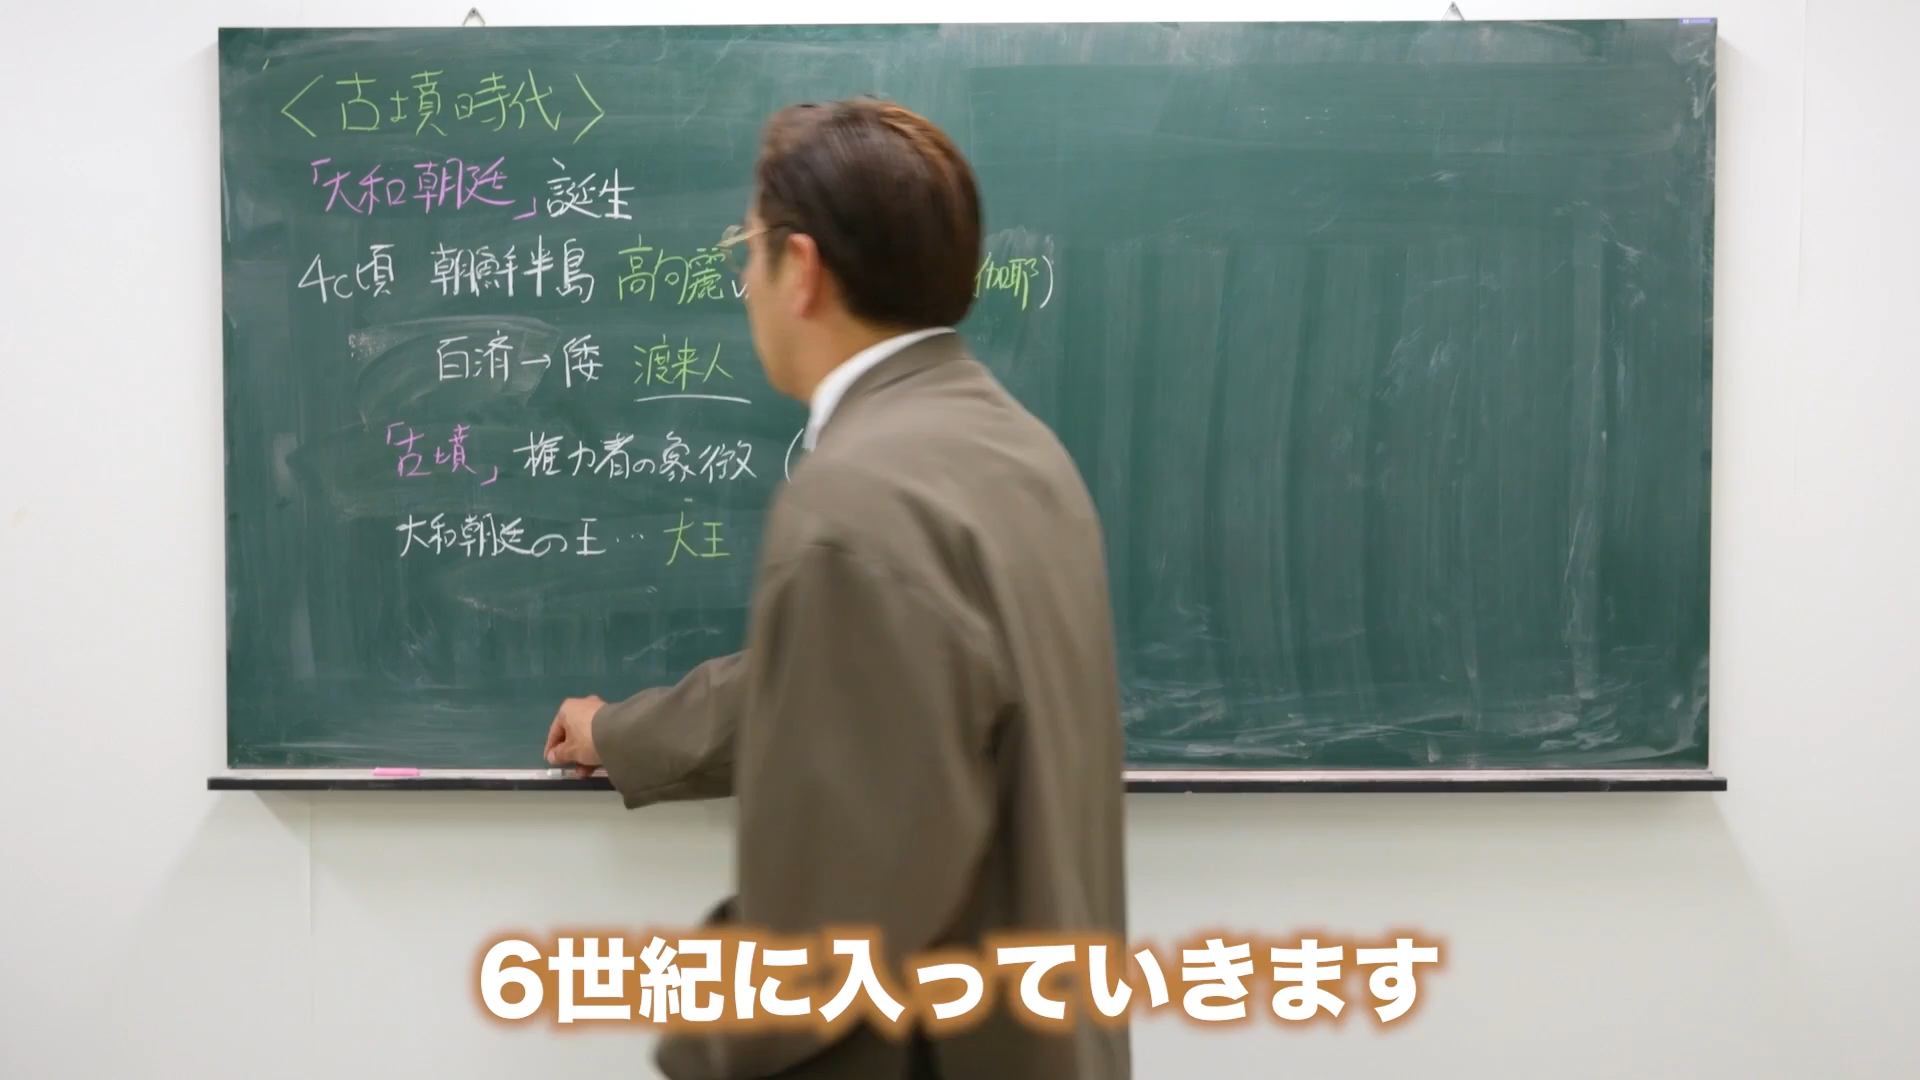 〈古墳時代〉
「大和朝廷」誕生
4c頃 朝鮮半島 高句麗 伽耶)
百済→倭 渡来人
「古墳」権力者の象徴 (
大和朝廷の王… 大王
6世紀に入っていきます